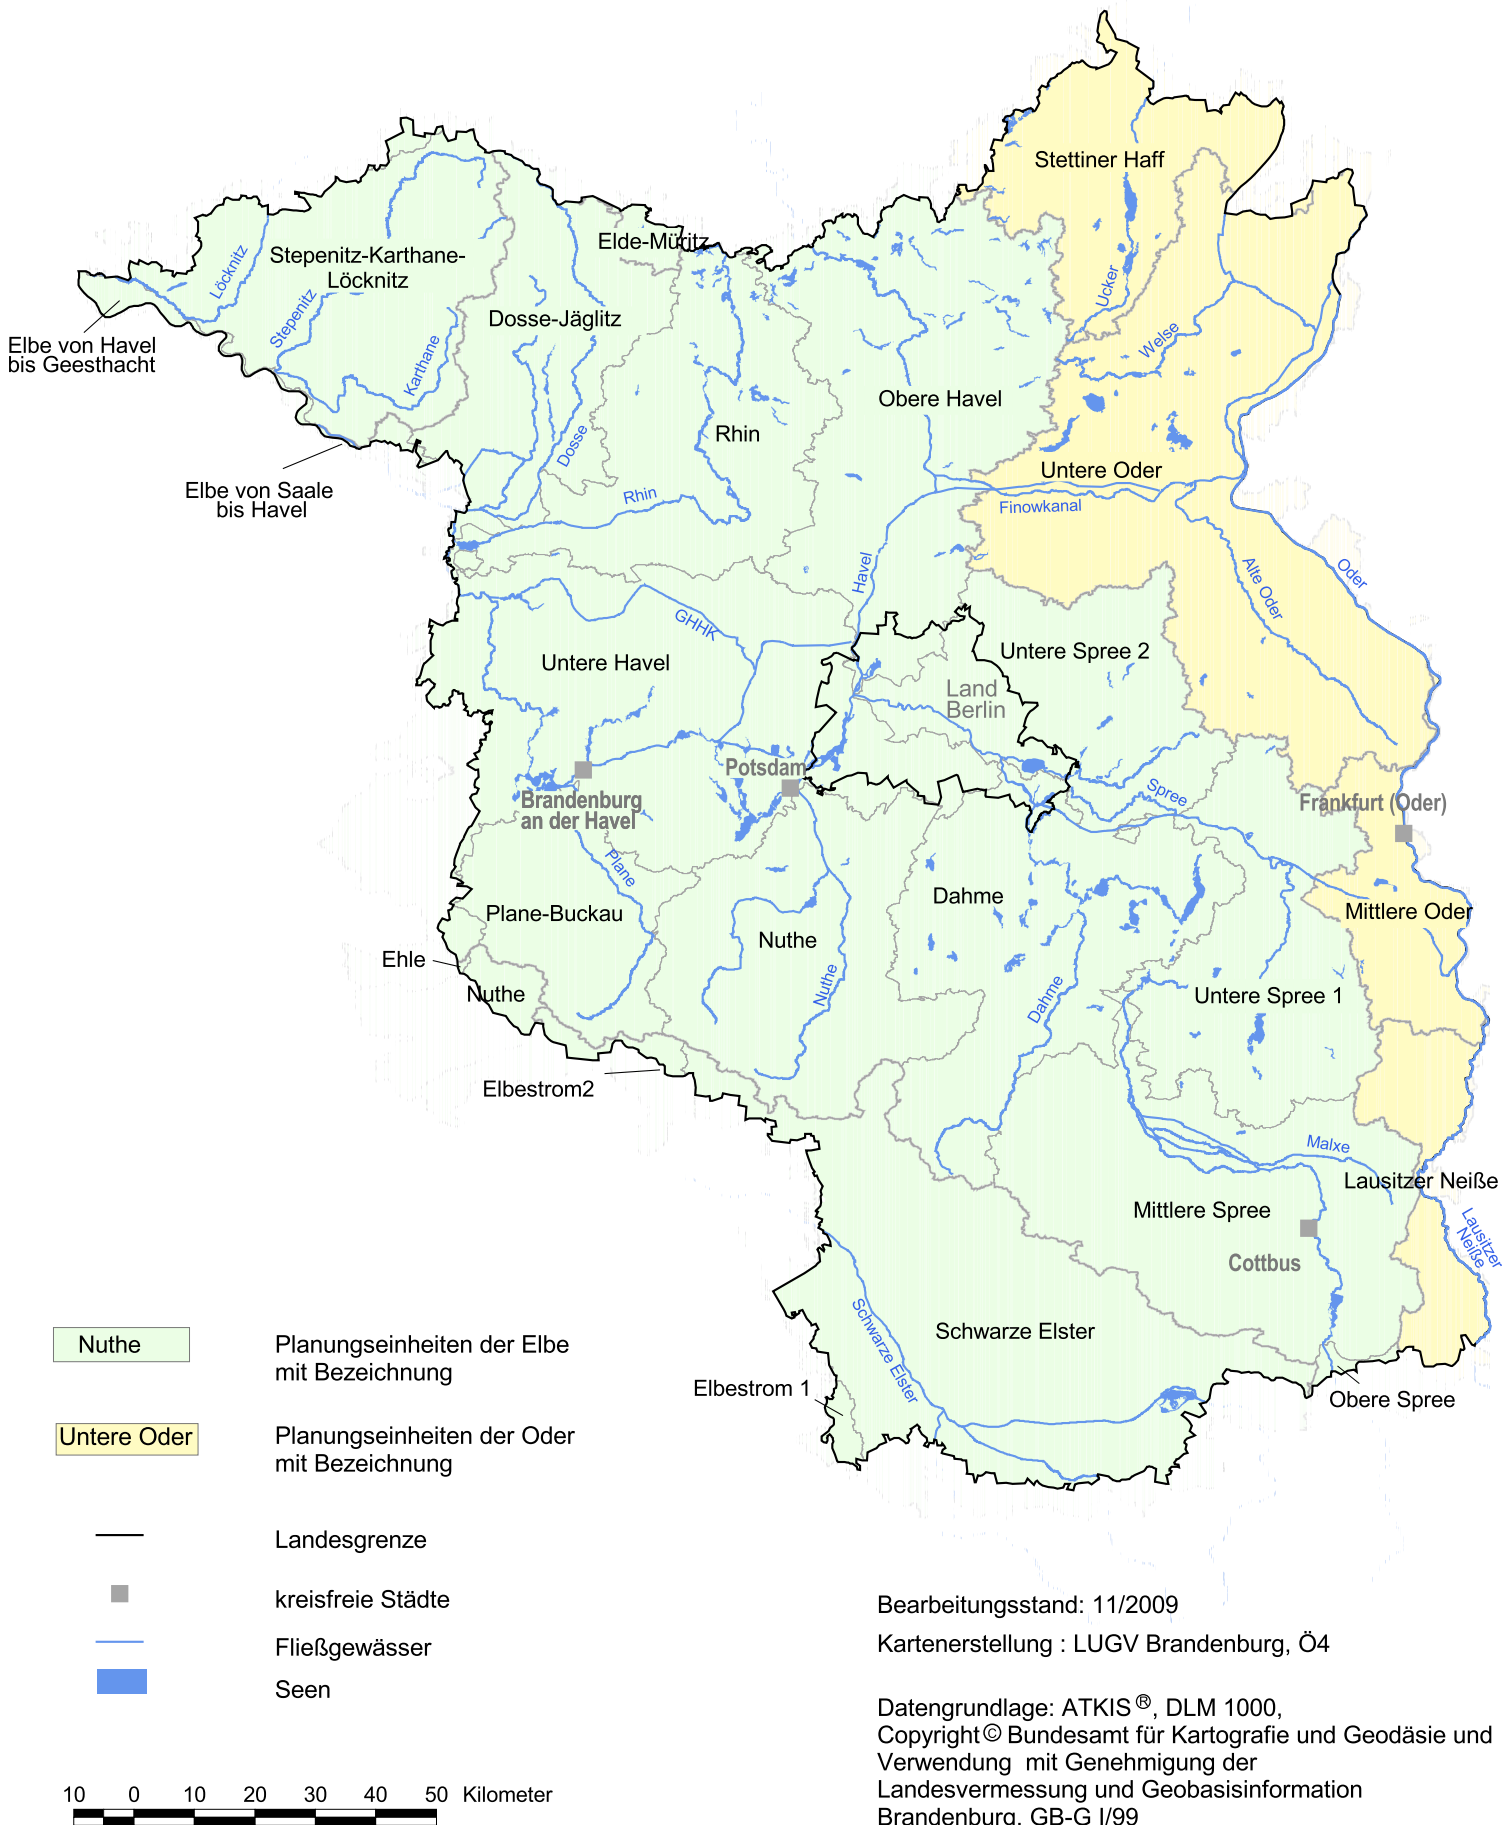 Stettiner Haff
Elde-Müritz
Stepenitz-Karthane-
Löcknitz
Löcknitz
Stepenitz
Karthane
Ucker
Welse
Dosse-Jäglitz
Elbe von Havel
bis Geesthacht
Obere Havel
Rhin
Dosse
Untere Oder
Elbe von Saale
bis Havel
Rhin
Finowkanal
Havel
Alte Oder
Oder
GHHK
Untere Havel
Untere Spree 2
Land
Berlin
Potsdam
Spree
Brandenburg
an der Havel
Frankfurt (Oder)
Plane
Dahme
Plane-Buckau
Mittlere Oder
Nuthe
Ehle
Nuthe
Nuthe
Dahme
Untere Spree 1
Elbestrom2
Malxe
Lausitzer Neiße
Mittlere Spree
Lausitzer
Neiße
Cottbus
Schwarze Elster
Schwarze Elster
Elbestrom 1
Obere Spree
Nuthe
Planungseinheiten der Elbe
mit Bezeichnung
Untere Oder
Planungseinheiten der Oder
mit Bezeichnung
Landesgrenze
kreisfreie Städte
Fließgewässer
Seen
10 0 10 20 30 40 50 Kilometer
Bearbeitungsstand: 11/2009
Kartenerstellung : LUGV Brandenburg, Ö4
Datengrundlage: ATKIS ®, DLM 1000,
Copyright © Bundesamt für Kartografie und Geodäsie und
Verwendung mit Genehmigung der
Landesvermessung und Geobasisinformation
Brandenburg, GB-G I/99